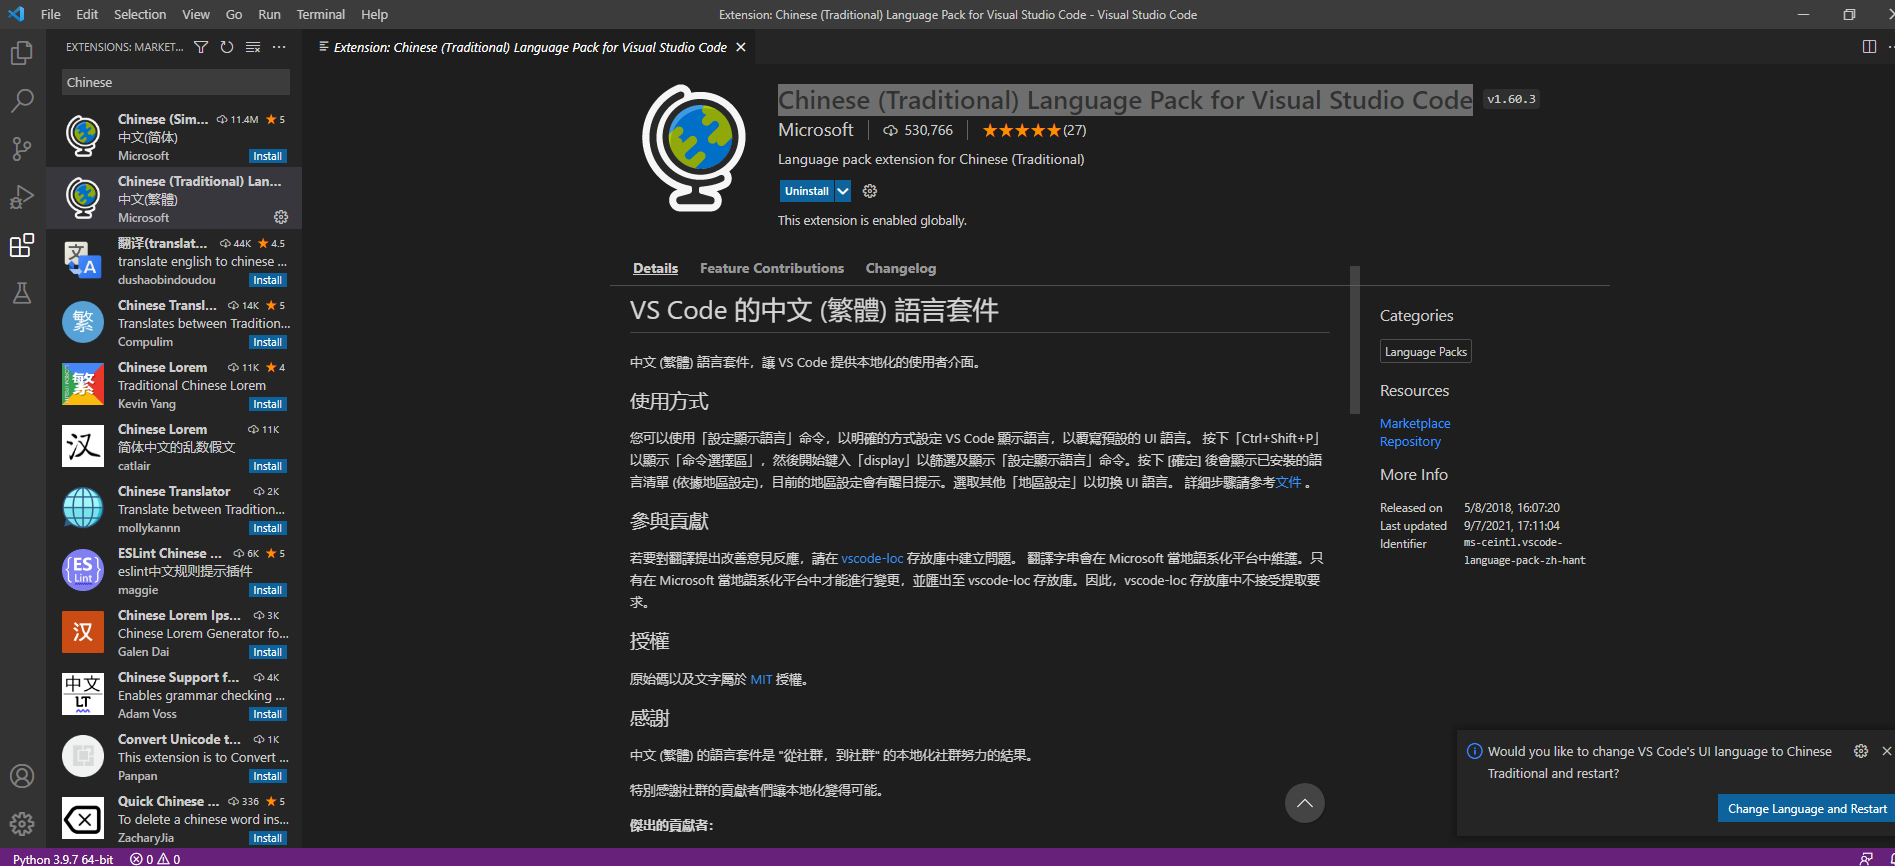 File Edit Selection View Go Run Terminal Help
Extension: Chinese (Traditional) Language Pack for Visual Studio Code - Visual Studio Code
EXTENSIONS: MARKET...
Chinese
Chinese (Sim... 11.4M ★ 5
中文(简体)
Microsoft Install
Chinese (Traditional) Lan...
中文(繁體)
Microsoft
翻译(translat... 44K ★ 4.5
translate english to chinese ...
dushaobindoudou Install
Chinese Transl... 14K ★ 5
Translates between Tradition...
Compulim Install
Chinese Lorem 11K ★ 4
Traditional Chinese Lorem
Kevin Yang Install
Chinese Lorem 11K
简体中文的乱数假文
catlair Install
Chinese Translator 2K
Translate between Tradition...
mollykannn Install
ESLint Chinese ... 6K ★ 5
eslint中文规则提示插件
maggie Install
Chinese Lorem Ips... 3K
Chinese Lorem Generator fo...
Galen Dai Install
Chinese Support f... 4K
Enables grammar checking ...
Adam Voss Install
Convert Unicode t... 1K
This extension is to Convert ...
Panpan Install
Quick Chinese ... 336 ★ 5
To delete a chinese word ins...
ZacharyJia Install
文 A
繁
繁
汉
ES
Lint
汉
中文
LT
Extension: Chinese (Traditional) Language Pack for Visual Studio Code
Chinese (Traditional) Language Pack for Visual Studio Code v1.60.3
Microsoft 530,766 ★★★★★(27)
Language pack extension for Chinese (Traditional)
Uninstall
This extension is enabled globally.
Details Feature Contributions Changelog
VS Code 的中文 (繁體) 語言套件
中文 (繁體) 語言套件，讓 VS Code 提供本地化的使用者介面。
使用方式
您可以使用「設定顯示語言」命令，以明確的方式設定 VS Code 顯示語言，以覆寫預設的 UI 語言。 按下「Ctrl+Shift+P」
以顯示「命令選擇區」，然後開始鍵入「display」以篩選及顯示「設定顯示語言」命令。按下 [確定] 後會顯示已安裝的語
言清單 (依據地區設定)，目前的地區設定會有醒目提示。選取其他「地區設定」以切換 UI 語言。 詳細步驟請參考文件 。
參與貢獻
若要對翻譯提出改善意見反應，請在 vscode-loc 存放庫中建立問題。 翻譯字串會在 Microsoft 當地語系化平台中維護。只
有在 Microsoft 當地語系化平台中才能進行變更，並匯出至 vscode-loc 存放庫。因此，vscode-loc 存放庫中不接受提取要
求。
授權
原始碼以及文字屬於 MIT 授權。
感謝
中文 (繁體) 的語言套件是 "從社群，到社群" 的本地化社群努力的結果。
特別感謝社群的貢獻者們讓本地化變得可能。
傑出的貢獻者：
Categories
Language Packs
Resources
Marketplace
Repository
More Info
Released on 5/8/2018, 16:07:20
Last updated 9/7/2021, 17:11:04
Identifier ms-ceintl.vscode-
language-pack-zh-hant
Would you like to change VS Code's UI language to Chinese
Traditional and restart?
Change Language and Restart
Python 3.9.7 64-bit 0 0